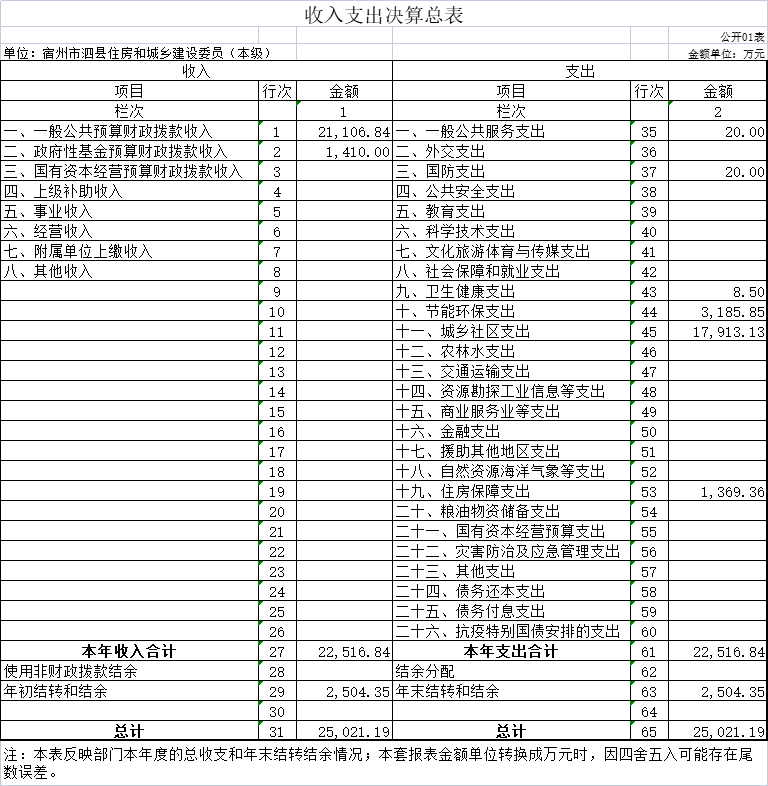 收入支出决算总表
公开01表
单位：宿州市泗县住房和城乡建设委员（本级） 金额单位：万元
收入 支出
项目 行次 金额 项目 行次 金额
栏次 1 栏次 2
一、一般公共预算财政拨款收入 1 21,106.84 一、一般公共服务支出 35 20.00
二、政府性基金预算财政拨款收入 2 1,410.00 二、外交支出 36
三、国有资本经营预算财政拨款收入 3 三、国防支出 37 20.00
四、上级补助收入 4 四、公共安全支出 38
五、事业收入 5 五、教育支出 39
六、经营收入 6 六、科学技术支出 40
七、附属单位上缴收入 7 七、文化旅游体育与传媒支出 41
八、其他收入 8 八、社会保障和就业支出 42
9 九、卫生健康支出 43 8.50
10 十、节能环保支出 44 3,185.85
11 十一、城乡社区支出 45 17,913.13
12 十二、农林水支出 46
13 十三、交通运输支出 47
14 十四、资源勘探工业信息等支出 48
15 十五、商业服务业等支出 49
16 十六、金融支出 50
17 十七、援助其他地区支出 51
18 十八、自然资源海洋气象等支出 52
19 十九、住房保障支出 53 1,369.36
20 二十、粮油物资储备支出 54
21 二十一、国有资本经营预算支出 55
22 二十二、灾害防治及应急管理支出 56
23 二十三、其他支出 57
24 二十四、债务还本支出 58
25 二十五、债务付息支出 59
26 二十六、抗疫特别国债安排的支出 60
本年收入合计 27 22,516.84 本年支出合计 61 22,516.84
使用非财政拨款结余 28 结余分配 62
年初结转和结余 29 2,504.35 年末结转和结余 63 2,504.35
30 64
总计 31 25,021.19 总计 65 25,021.19
注：本表反映部门本年度的总收支和年末结转结余情况；本套报表金额单位转换成万元时，因四舍五入可能存在尾
数误差。